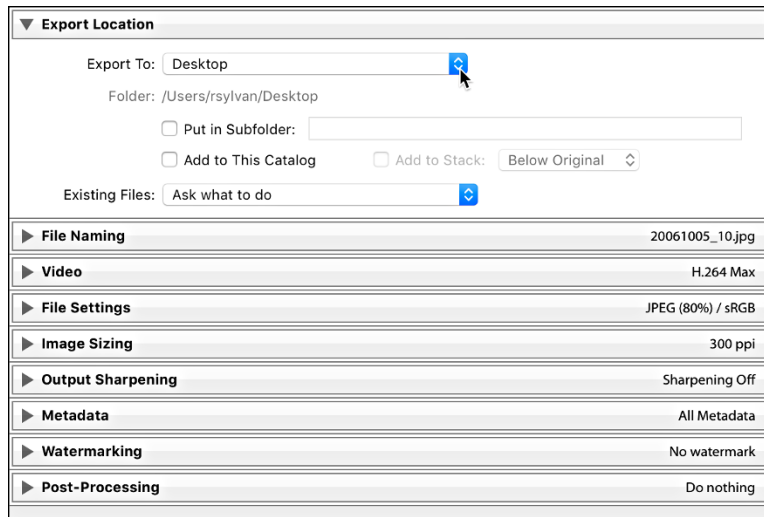 Export Location
Export To: Desktop
Folder: /Users/rsylvan/Desktop
Put in Subfolder:
Add to This Catalog Add to Stack: Below Original
Existing Files: Ask what to do
File Naming 20061005_10.jpg
Video H.264 Max
File Settings JPEG (80%) / sRGB
Image Sizing 300 ppi
Output Sharpening Sharpening Off
Metadata All Metadata
Watermarking No watermark
Post-Processing Do nothing